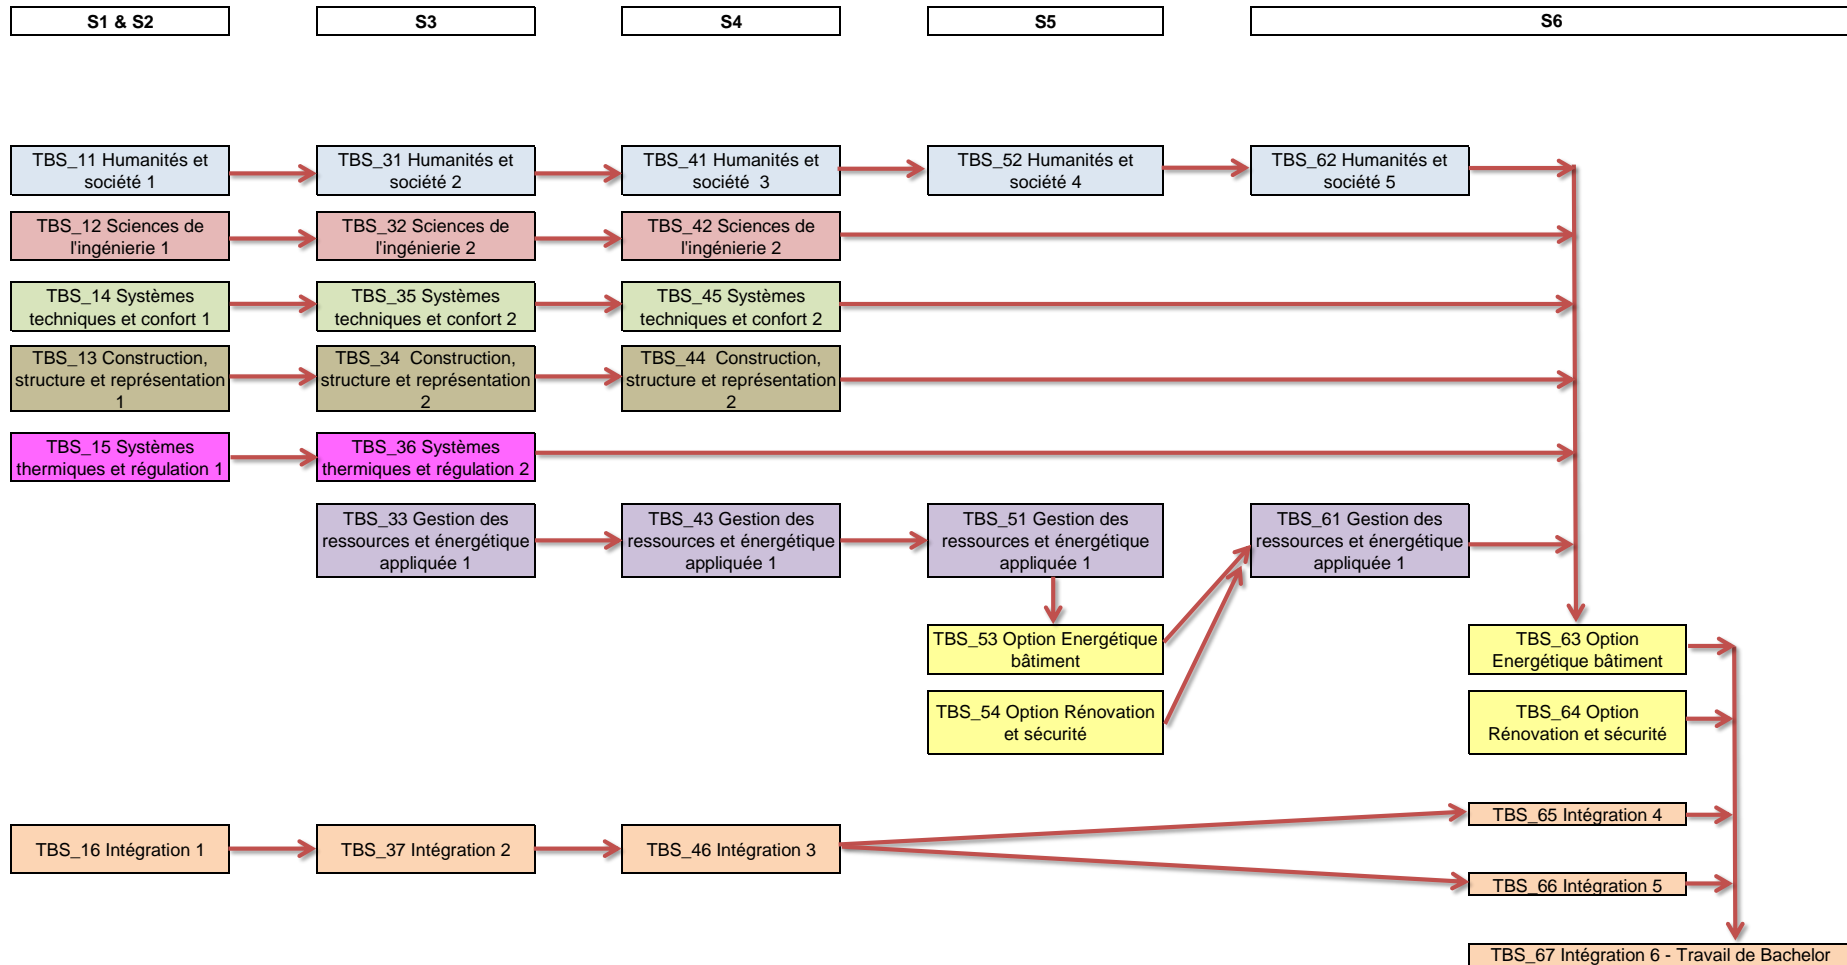 S1 & S2
S3
S4
S5
S6
TBS_11 Humanités et
société 1
TBS_31 Humanités et
société 2
TBS_41 Humanités et
société  3
TBS_52 Humanités et
société 4
TBS_62 Humanités et
société 5
TBS_12 Sciences de
l'ingénierie 1
TBS_32 Sciences de
l'ingénierie 2
TBS_42 Sciences de
l'ingénierie 2
TBS_14 Systèmes
techniques et confort 1
TBS_35 Systèmes
techniques et confort 2
TBS_45 Systèmes
techniques et confort 2
TBS_13 Construction,
structure et représentation
1
TBS_34  Construction,
structure et représentation
2
TBS_44  Construction,
structure et représentation
2
TBS_15 Systèmes
thermiques et régulation 1
TBS_36 Systèmes
thermiques et régulation 2
TBS_33 Gestion des
ressources et énergétique
appliquée 1
TBS_43 Gestion des
ressources et énergétique
appliquée 1
TBS_51 Gestion des
ressources et énergétique
appliquée 1
TBS_61 Gestion des
ressources et énergétique
appliquée 1
TBS_53 Option Energétique
bâtiment
TBS_63 Option
Energétique bâtiment
TBS_54 Option Rénovation
et sécurité
TBS_64 Option
Rénovation et sécurité
TBS_16 Intégration 1
TBS_37 Intégration 2
TBS_46 Intégration 3
TBS_65 Intégration 4
TBS_66 Intégration 5
TBS_67 Intégration 6 - Travail de Bachelor